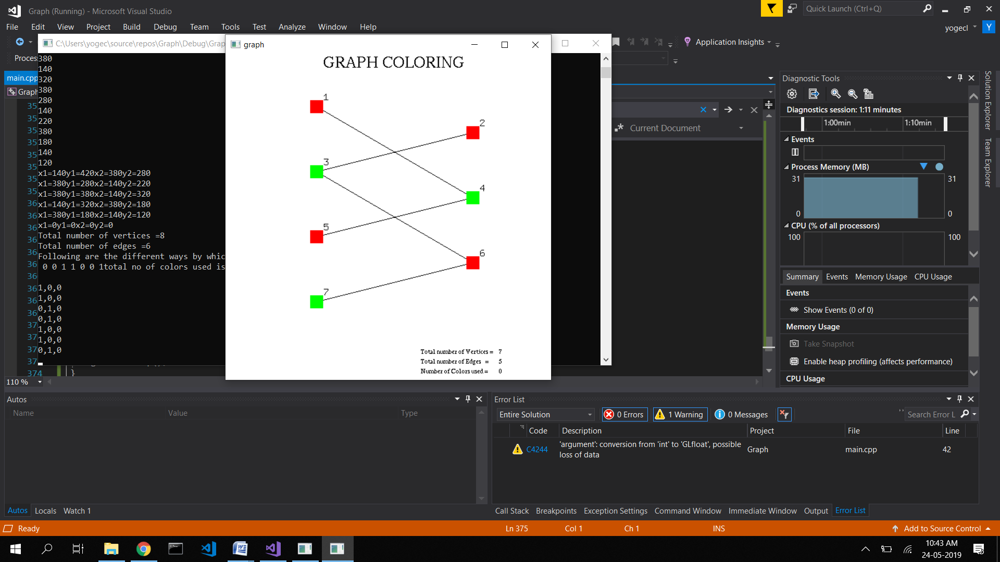 Graph (Running) - Microsoft Visual Studio
Quick Launch (Ctrl+Q)
File Edit View Project Build Debug Team Tools Test Analyze Window Help
yogecl Y
C:\Users\yogec\source\repos\Graph\Debug\Grap
graph
Application Insights
Proces
main.cpp
Graph
380
140
320
380
280
140
220
380
180
140
120
x1=140y1=420x2=380y2=280
x1=380y1=280x2=140y2=220
x1=380y1=380x2=140y2=320
x1=140y1=320x2=380y2=180
x1=380y1=180x2=140y2=120
x1=0y1=0x2=0y2=0
Total number of vertices =8
Total number of edges =6
Following are the different ways by whic
0 0 1 1 0 0 1total no of colors used is
1,0,0
1,0,0
0,1,0
0,1,0
1,0,0
1,0,0
0,1,0
35
35
35
35
35
35
35
36
36
36
36
36
36
36
36
36
36
37
37
37
37
374
}
110 %
GRAPH COLORING
1
2
3
4
5
6
7
Total number of Vertices = 7
Total number of Edges = 5
Number of Colors used = 0
Current Document
Diagnostic Tools
Diagnostics session: 1:11 minutes
1:00min 1:10min
Events
Process Memory (MB)
31 31
0 0
CPU (% of all processors)
100 100
Summary Events Memory Usage CPU Usage
Events
Show Events (0 of 0)
Memory Usage
Take Snapshot
Enable heap profiling (affects performance)
CPU Usage
Solution Explorer
Team Explorer
Autos
Name Value Type
Autos Locals Watch 1
Error List
Entire Solution 0 Errors 1 Warning 0 Messages Search Error L
Code Description Project File Line
C4244 'argument': conversion from 'int' to 'GLfloat', possible loss of data Graph main.cpp 42
Call Stack Breakpoints Exception Settings Command Window Immediate Window Output Error List
Ready Ln 375 Col 1 Ch 1 INS Add to Source Control
10:43 AM
24-05-2019